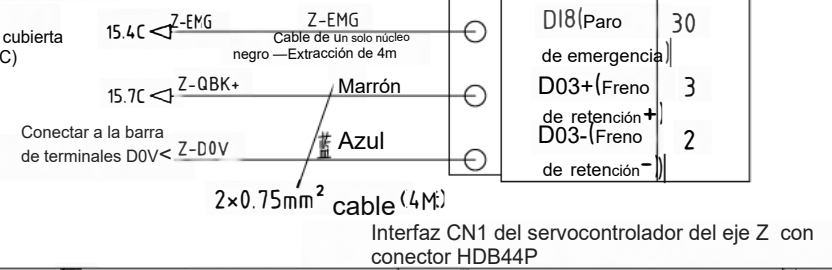 cubierta
C)
15.4C Z-EMG Z-EMG
Cable de un solo núcleo
negro —Extracción de 4m
DI8(Paro
de emergencia)
30
15.7C Z-QBK+ Marrón
D03+(Freno
de retención+)
3
Conectar a la barra
de terminales D0V< Z-D0V
Azul
D03-(Freno
de retención-)
2
2×0.75mm² cable (4M)
Interfaz CN1 del servocontrolador del eje Z con
conector HDB44P